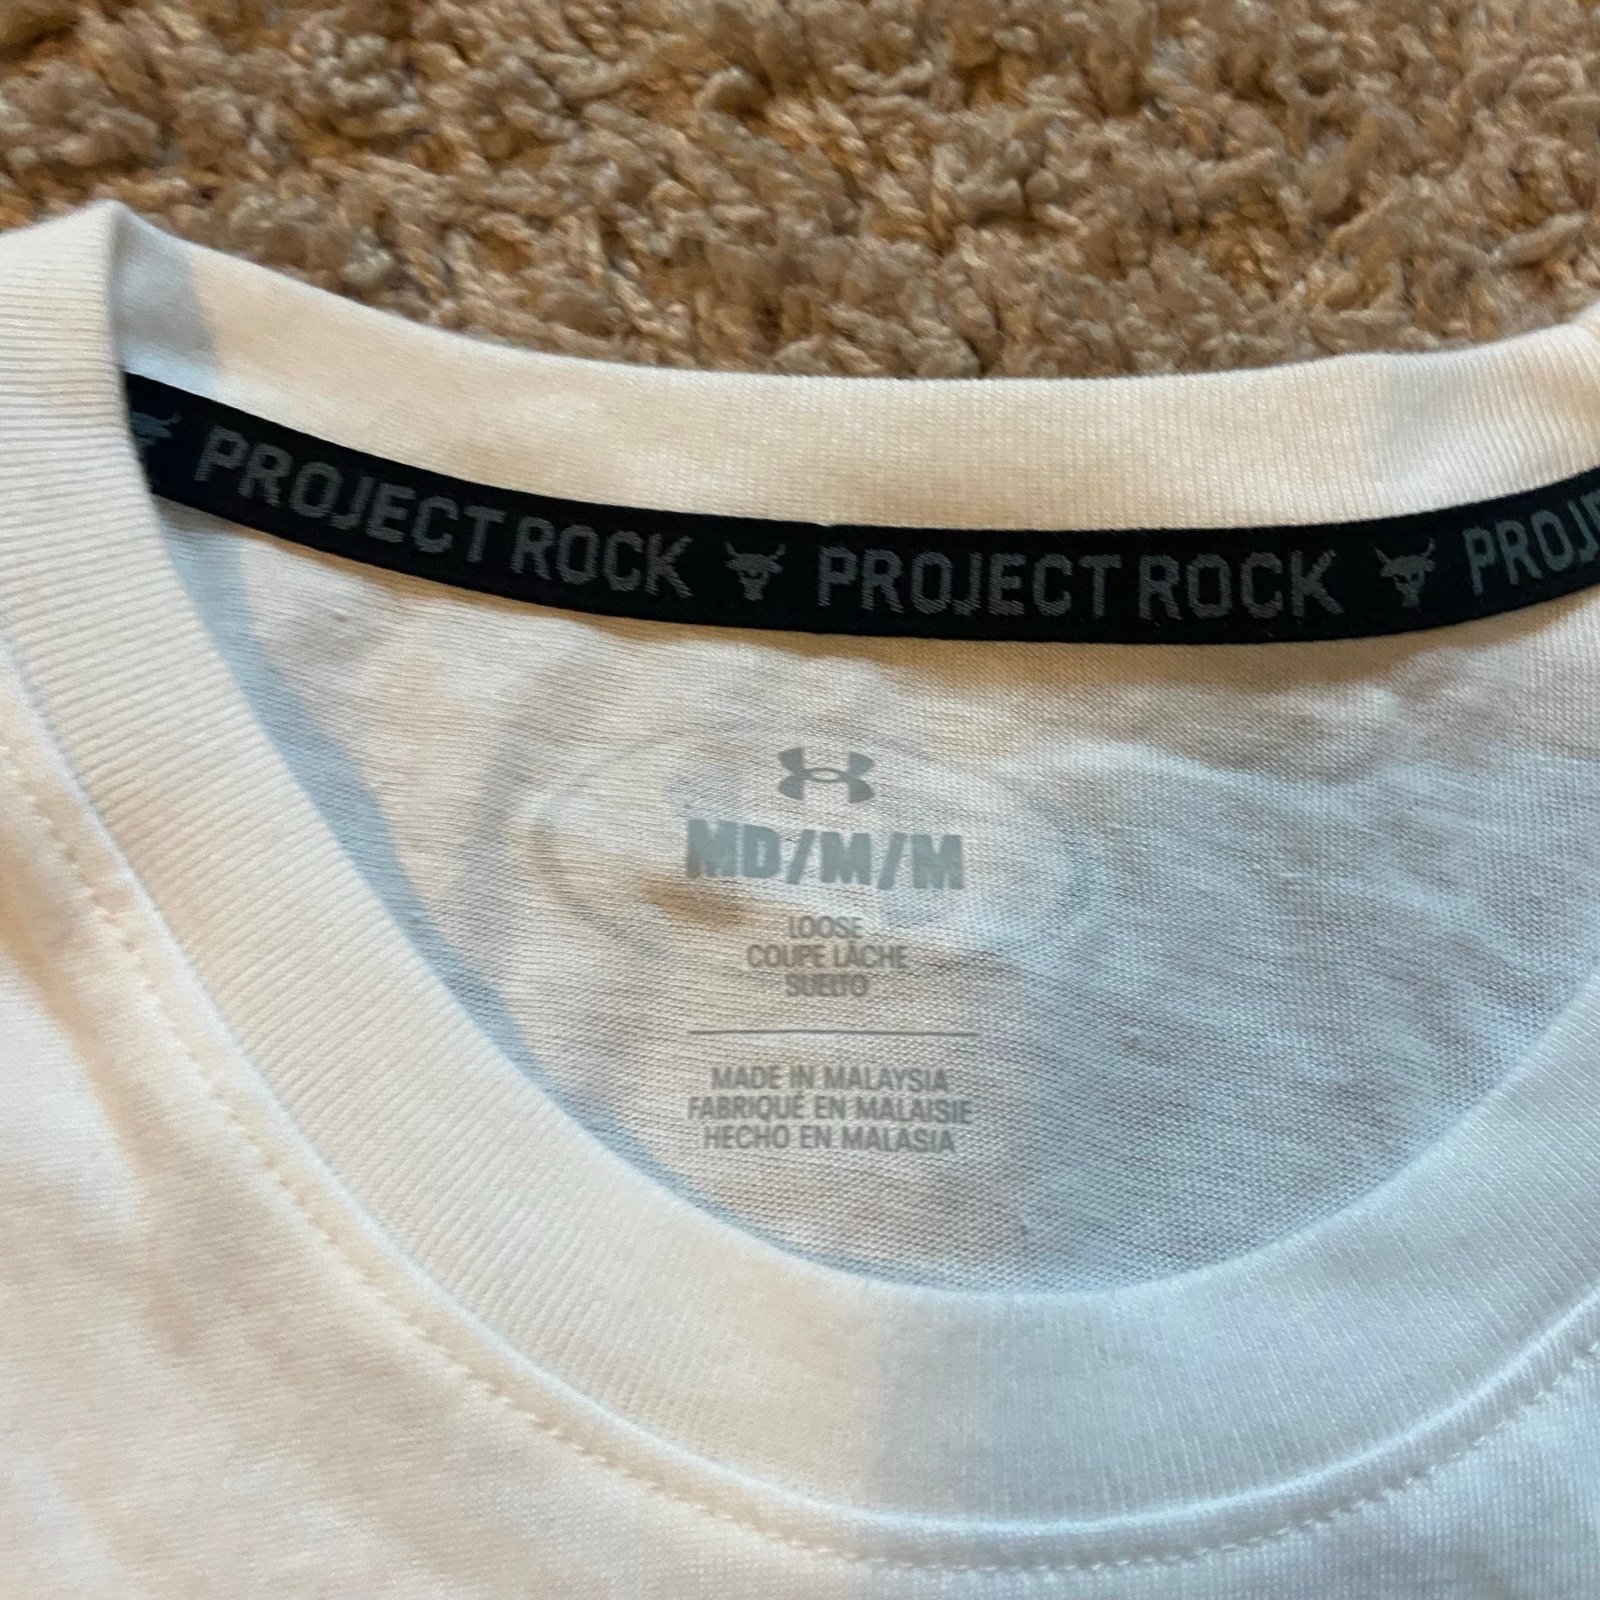 PROJECT ROCK PROJECT ROCK PROJ
MD/M/M
LOOSE
COUPE LÂCHE
SUELTO
MADE IN MALAYSIA
FABRIQUÉ EN MALAISIE
HECHO EN MALASIA